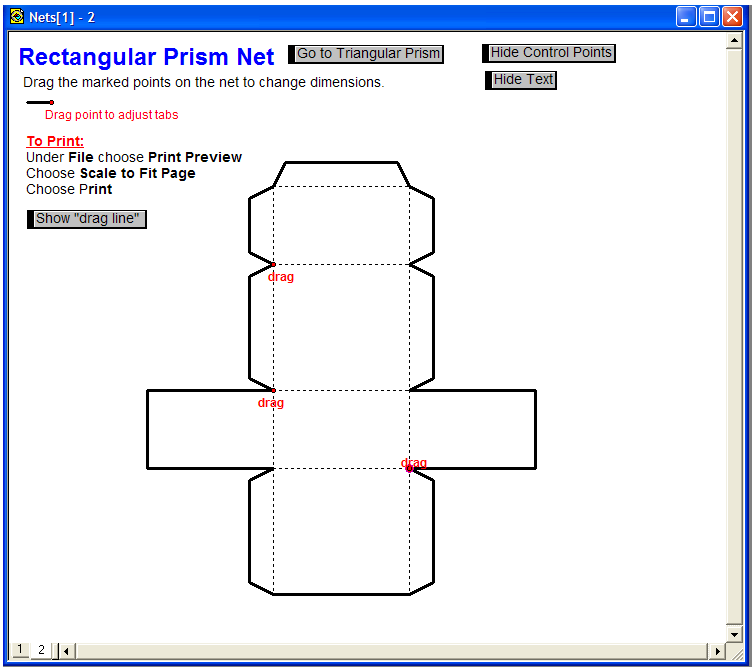 Nets[1] - 2
Rectangular Prism Net
Go to Triangular Prism
Hide Control Points
Drag the marked points on the net to change dimensions.
Hide Text
Drag point to adjust tabs
To Print:
Under File choose Print Preview
Choose Scale to Fit Page
Choose Print
Show "drag line"
drag
drag
drag
1 2